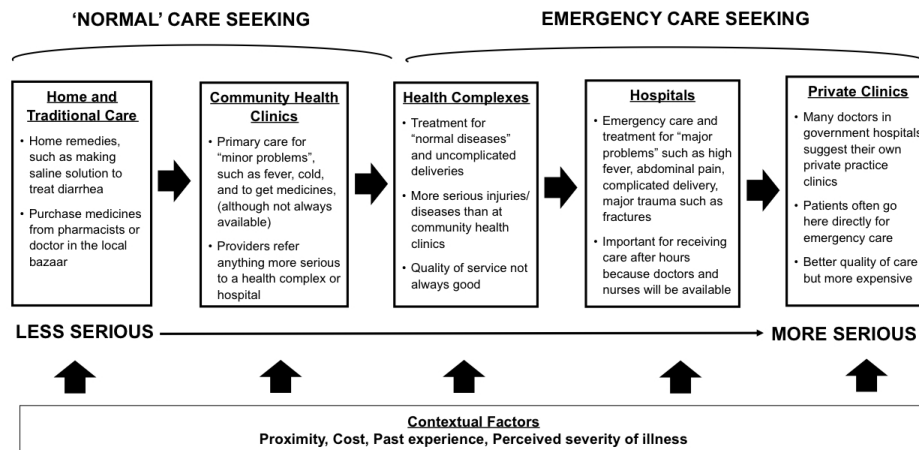 ‘NORMAL’ CARE SEEKING
EMERGENCY CARE SEEKING
Home and
Traditional Care
• Home remedies,
such as making
saline solution to
treat diarrhea
• Purchase medicines
from pharmacists or
doctor in the local
bazaar
Community Health
Clinics
• Primary care for
“minor problems”,
such as fever, cold,
and to get medicines,
(although not always
available)
• Providers refer
anything more serious
to a health complex or
hospital
Health Complexes
• Treatment for
“normal diseases”
and uncomplicated
deliveries
• More serious injuries/
diseases than at
community health
clinics
• Quality of service not
always good
Hospitals
• Emergency care and
treatment for “major
problems” such as high
fever, abdominal pain,
complicated delivery,
major trauma such as
fractures
• Important for receiving
care after hours
because doctors and
nurses will be available
Private Clinics
• Many doctors in
government hospitals
suggest their own
private practice
clinics
• Patients often go
here directly for
emergency care
• Better quality of care
but more expensive
LESS SERIOUS
MORE SERIOUS
Contextual Factors
Proximity, Cost, Past experience, Perceived severity of illness